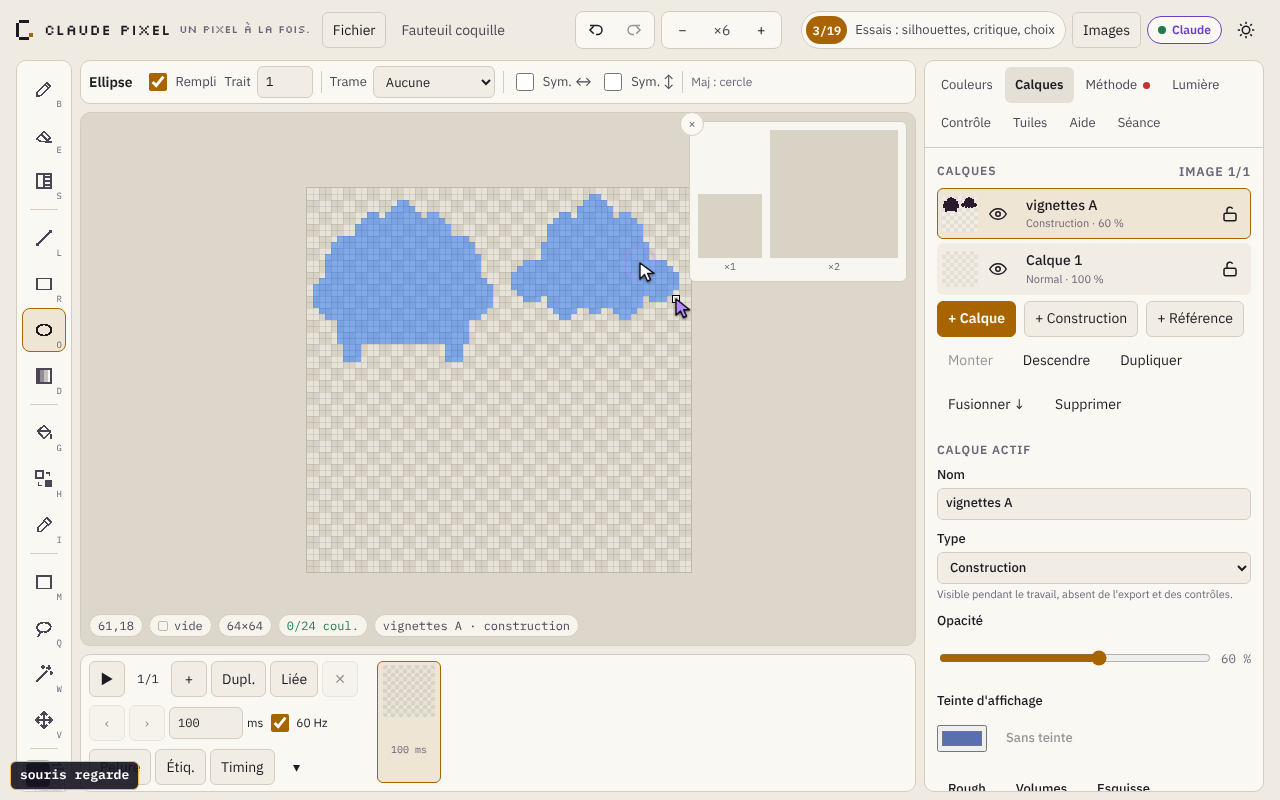 CLAUDE PIXEL UN PIXEL À LA FOIS. Fichier Fauteuil coquille − ×6 + 3/19 Essais : silhouettes, critique, choix Images Claude
Ellipse Rempli Trait 1 Trame Aucune Sym. ↔ Sym. ↕ Maj : cercle
B
E
S
L
R
O
D
G
H
I
M
Q
W
V
×
×1 ×2
61,18 vide 64×64 0/24 coul. vignettes A · construction
1/1 + Dupl. Liée ×
‹ › 100 ms 60 Hz
Étiq. Timing ▼
100 ms
souris regarde
Couleurs Calques Méthode Lumière
Contrôle Tuiles Aide Séance
CALQUES IMAGE 1/1
vignettes A
Construction · 60 %
Calque 1
Normal · 100 %
+ Calque + Construction + Référence
Monter Descendre Dupliquer
Fusionner ↓ Supprimer
CALQUE ACTIF
Nom
vignettes A
Type
Construction
Visible pendant le travail, absent de l'export et des contrôles.
Opacité
60 %
Teinte d'affichage
Sans teinte
Rough Volumes Esquisse